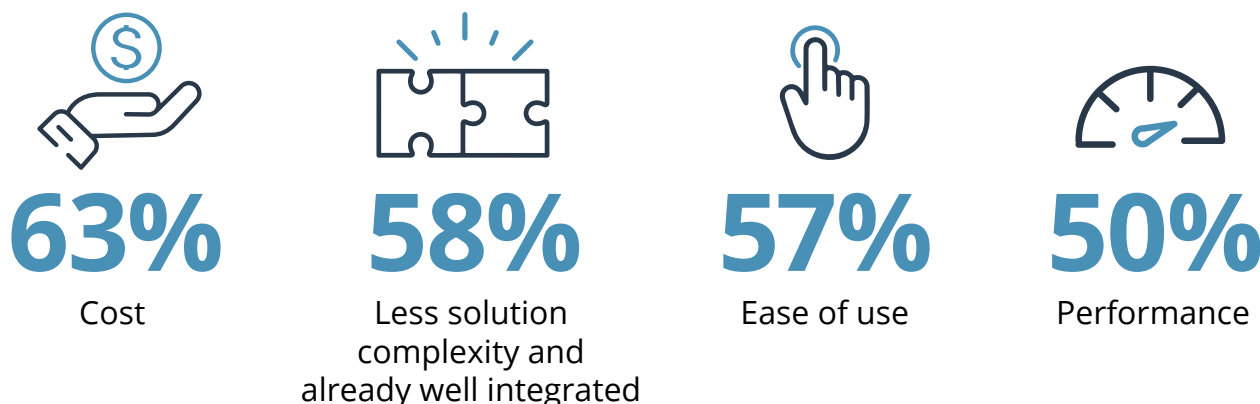 $
63%
Cost
58%
Less solution
complexity and
already well integrated
57%
Ease of use
50%
Performance